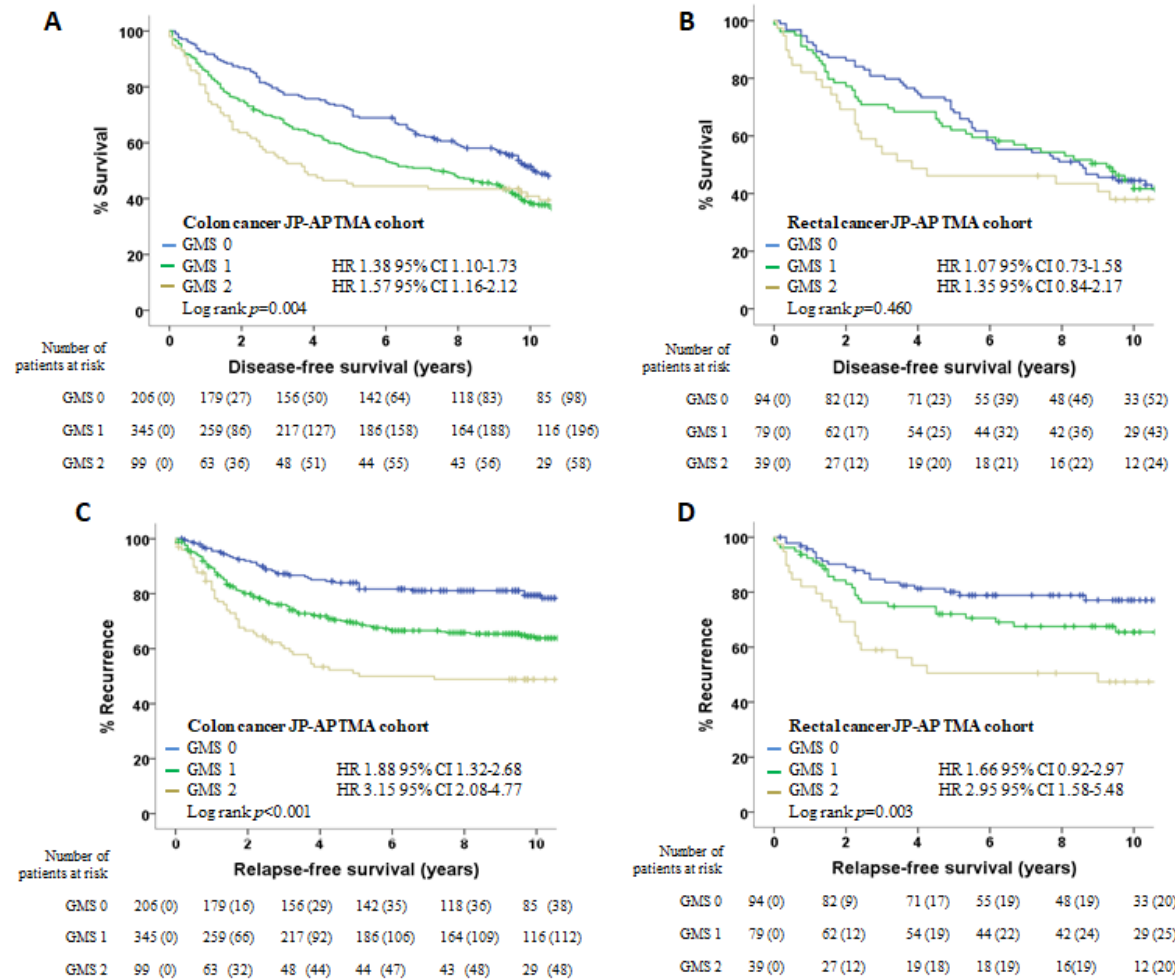 A
100
80
60
40
20
0
% Survival
Colon cancer JP-AP TMA cohort
GMS 0
GMS 1 HR 1.38 95% CI 1.10-1.73
GMS 2 HR 1.57 95% CI 1.16-2.12
Log rank p=0.004
0 2 4 6 8 10
Disease-free survival (years)
Number of
patients at risk
GMS 0 206 (0) 179 (27) 156 (50) 142 (64) 118 (83) 85 (98)
GMS 1 345 (0) 259 (86) 217 (127) 186 (158) 164 (188) 116 (196)
GMS 2 99 (0) 63 (36) 48 (51) 44 (55) 43 (56) 29 (58)
B
100
80
60
40
20
0
% Survival
Rectal cancer JP-AP TMA cohort
GMS 0
GMS 1 HR 1.07 95% CI 0.73-1.58
GMS 2 HR 1.35 95% CI 0.84-2.17
Log rank p=0.460
0 2 4 6 8 10
Disease-free survival (years)
Number of
patients at risk
GMS 0 94 (0) 82 (12) 71 (23) 55 (39) 48 (46) 33 (52)
GMS 1 79 (0) 62 (17) 54 (25) 44 (32) 42 (36) 29 (43)
GMS 2 39 (0) 27 (12) 19 (20) 18 (21) 16 (22) 12 (24)
C
100
80
60
40
20
0
% Recurrence
Colon cancer JP-AP TMA cohort
GMS 0
GMS 1 HR 1.88 95% CI 1.32-2.68
GMS 2 HR 3.15 95% CI 2.08-4.77
Log rank p<0.001
0 2 4 6 8 10
Relapse-free survival (years)
Number of
patients at risk
GMS 0 206 (0) 179 (16) 156 (29) 142 (35) 118 (36) 85 (38)
GMS 1 345 (0) 259 (66) 217 (92) 186 (106) 164 (109) 116 (112)
GMS 2 99 (0) 63 (32) 48 (44) 44 (47) 43 (48) 29 (48)
D
100
80
60
40
20
0
% Recurrence
Rectal cancer JP-AP TMA cohort
GMS 0
GMS 1 HR 1.66 95% CI 0.92-2.97
GMS 2 HR 2.95 95% CI 1.58-5.48
Log rank p=0.003
0 2 4 6 8 10
Relapse-free survival (years)
Number of
patients at risk
GMS 0 94 (0) 82 (9) 71 (17) 55 (19) 48 (19) 33 (20)
GMS 1 79 (0) 62 (12) 54 (19) 44 (22) 42 (24) 29 (25)
GMS 2 39 (0) 27 (12) 19 (18) 18 (19) 16(19) 12 (20)